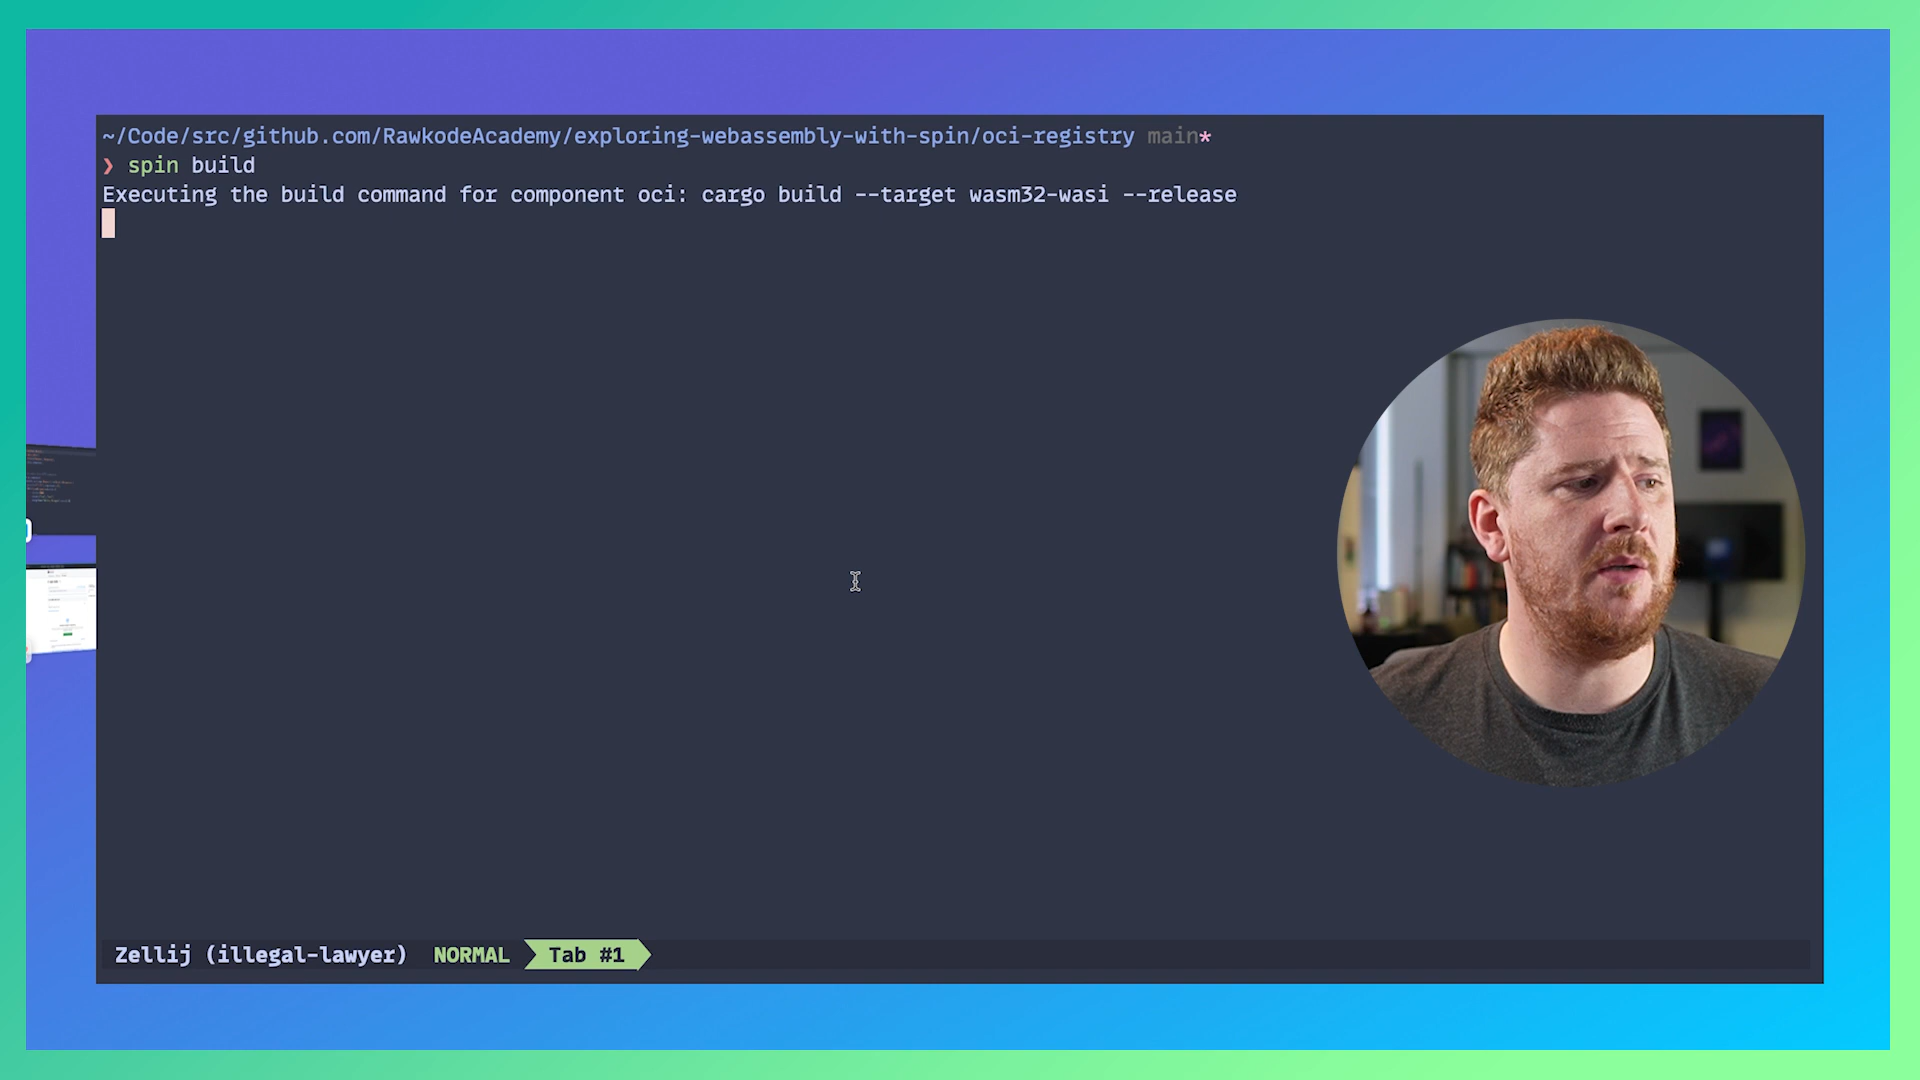 ~/Code/src/github.com/RawkodeAcademy/exploring-webassembly-with-spin/oci-registry main*
❯ spin build
Executing the build command for component oci: cargo build --target wasm32-wasi --release
Zellij (illegal-lawyer) NORMAL Tab #1